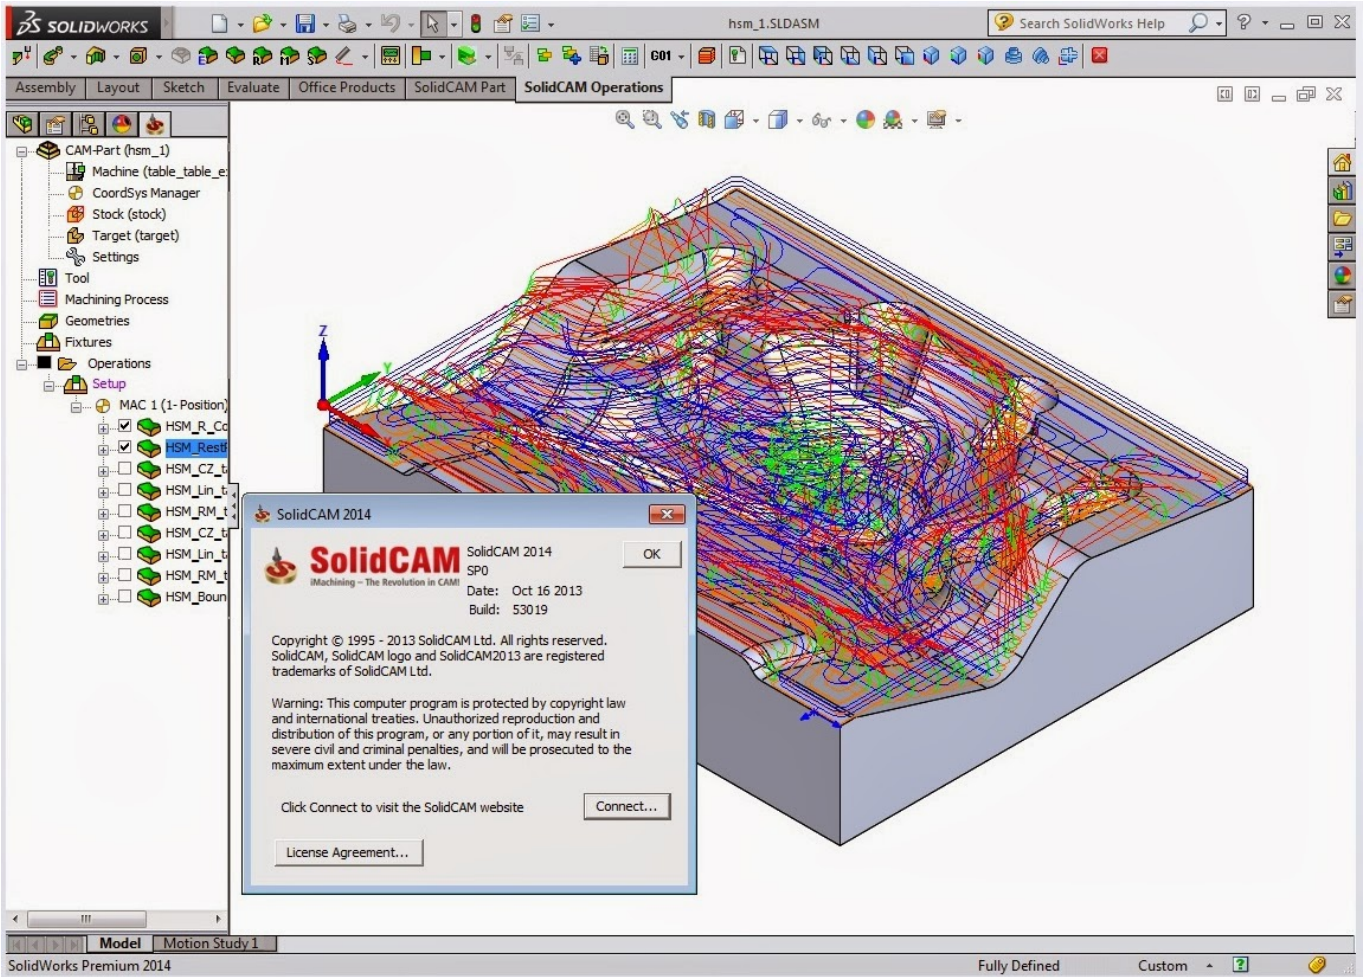 SOLIDWORKS
hsm_1.SLDASM
Search SolidWorks Help
G01
Assembly
Layout
Sketch
Evaluate
Office Products
SolidCAM Part
SolidCAM Operations
CAM-Part (hsm_1)
Machine (table_table_e
CoordSys Manager
Stock (stock)
Target (target)
Settings
Tool
Machining Process
Geometries
Fixtures
Operations
Setup
MAC 1 (1- Position)
HSM_R_Co
HSM_Rest
HSM_CZ_t
HSM_Lin_t
HSM_RM_t
HSM_CZ_t
HSM_Lin_t
HSM_RM_t
HSM_Boun
Z
Y
X
SolidCAM 2014
SolidCAM
iMachining – The Revolution in CAM!
SolidCAM 2014
SP0
Date: Oct 16 2013
Build: 53019
OK
Copyright © 1995 - 2013 SolidCAM Ltd. All rights reserved.
SolidCAM, SolidCAM logo and SolidCAM2013 are registered
trademarks of SolidCAM Ltd.
Warning: This computer program is protected by copyright law
and international treaties. Unauthorized reproduction and
distribution of this program, or any portion of it, may result in
severe civil and criminal penalties, and will be prosecuted to the
maximum extent under the law.
Click Connect to visit the SolidCAM website
Connect...
License Agreement...
Model
Motion Study 1
SolidWorks Premium 2014
Fully Defined
Custom